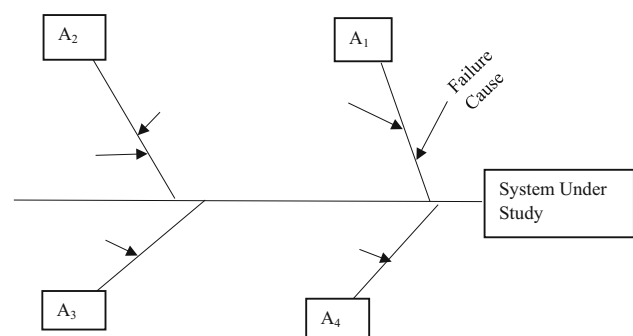 A₂
A₁
Failure
Cause
System Under
Study
A₃
A₄